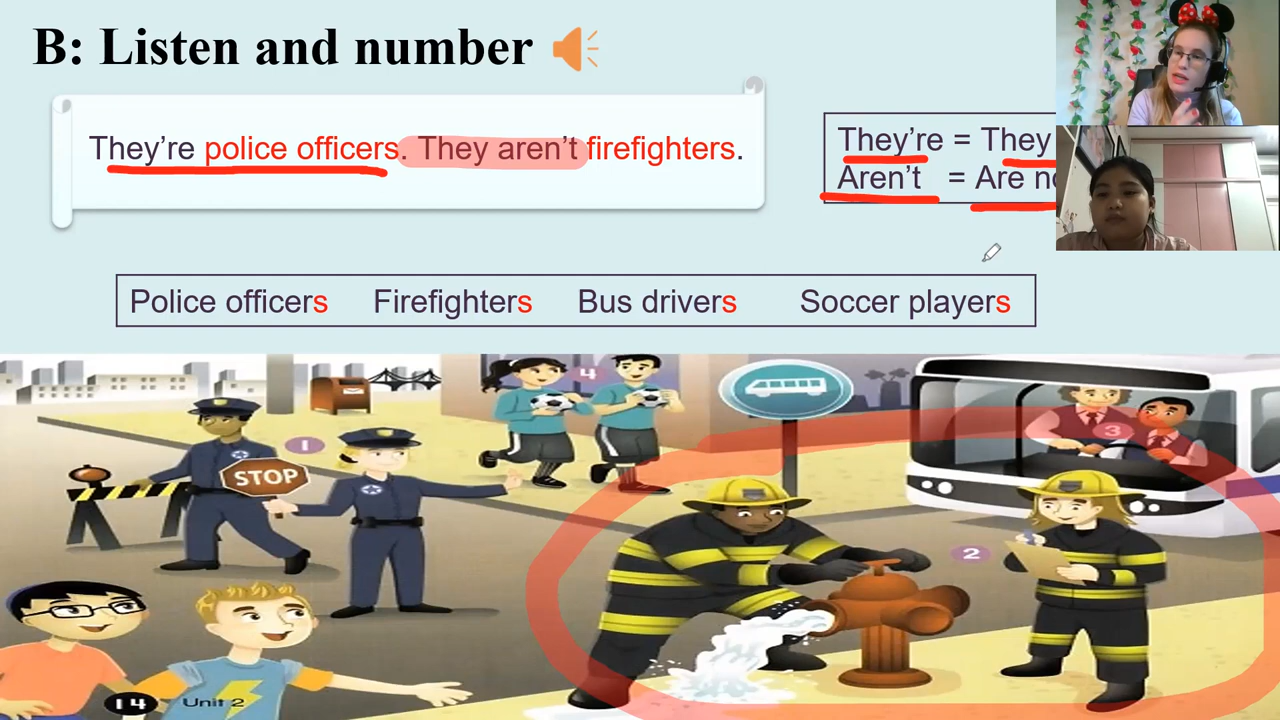 B: Listen and number
They're police officers. They aren't firefighters.
They're = They
Aren't = Are no
Police officers Firefighters Bus drivers Soccer players
4
1
STOP
3
2
14 Unit 2